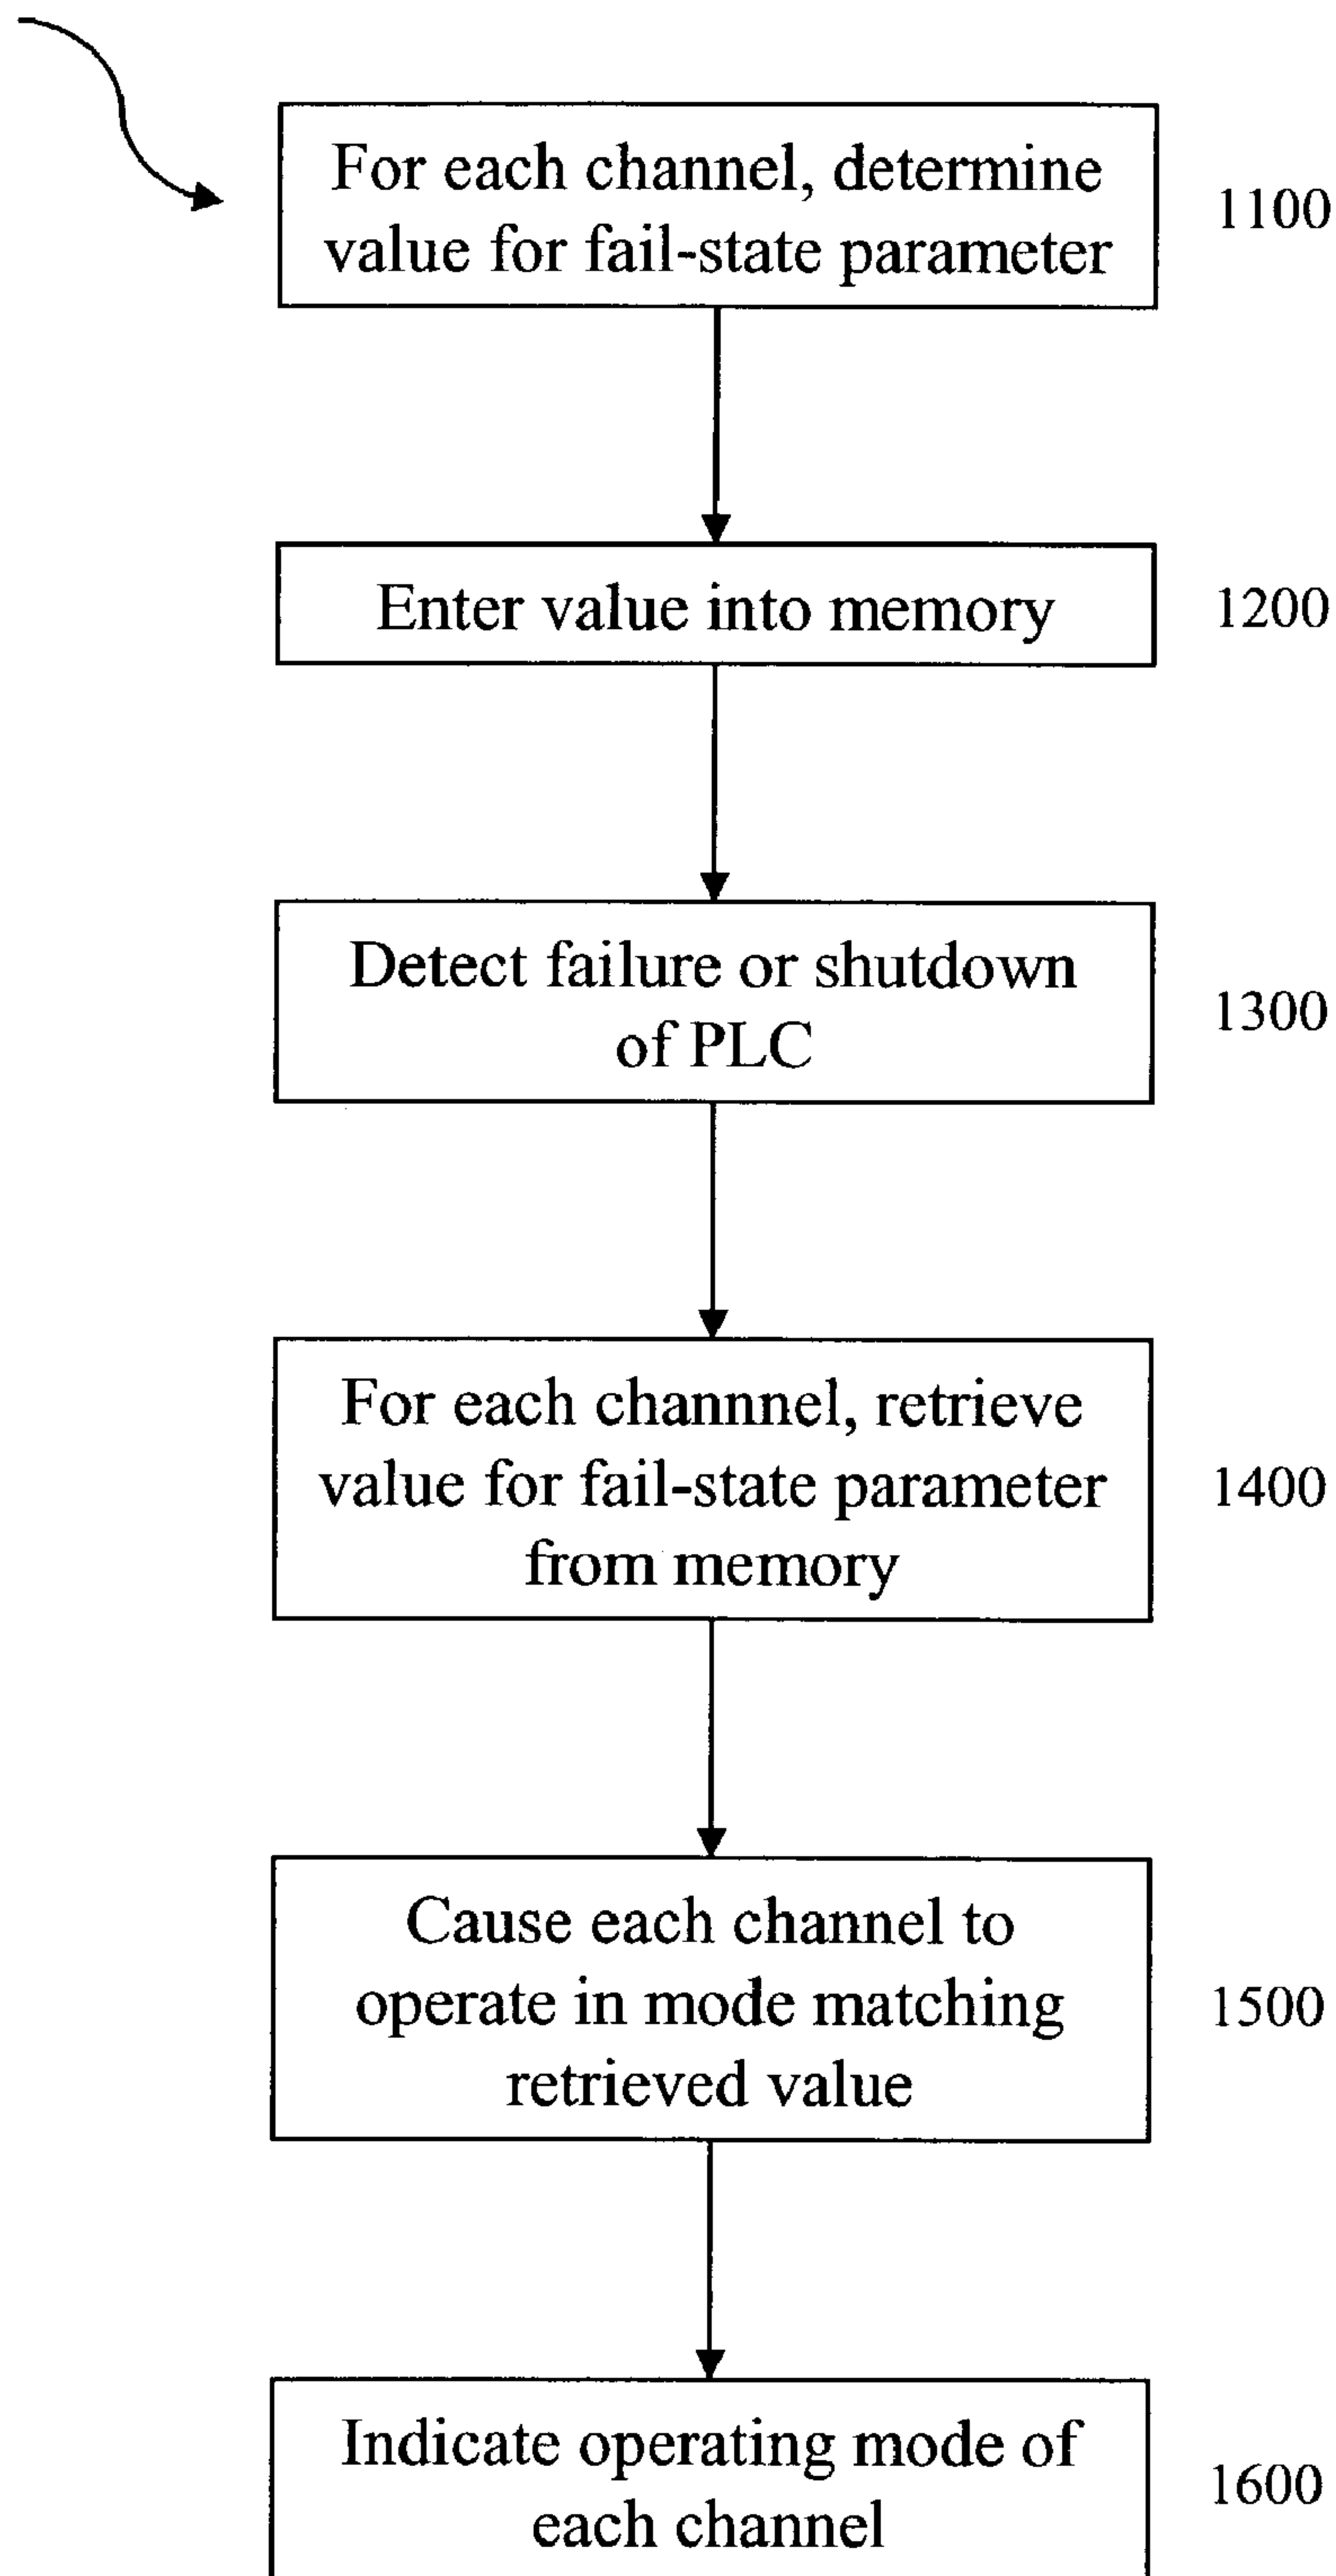 For each channel, determine
value for fail-state parameter
1100
Enter value into memory
1200
Detect failure or shutdown
of PLC
1300
For each channnel, retrieve
value for fail-state parameter
from memory
1400
Cause each channel to
operate in mode matching
retrieved value
1500
Indicate operating mode of
each channel
1600